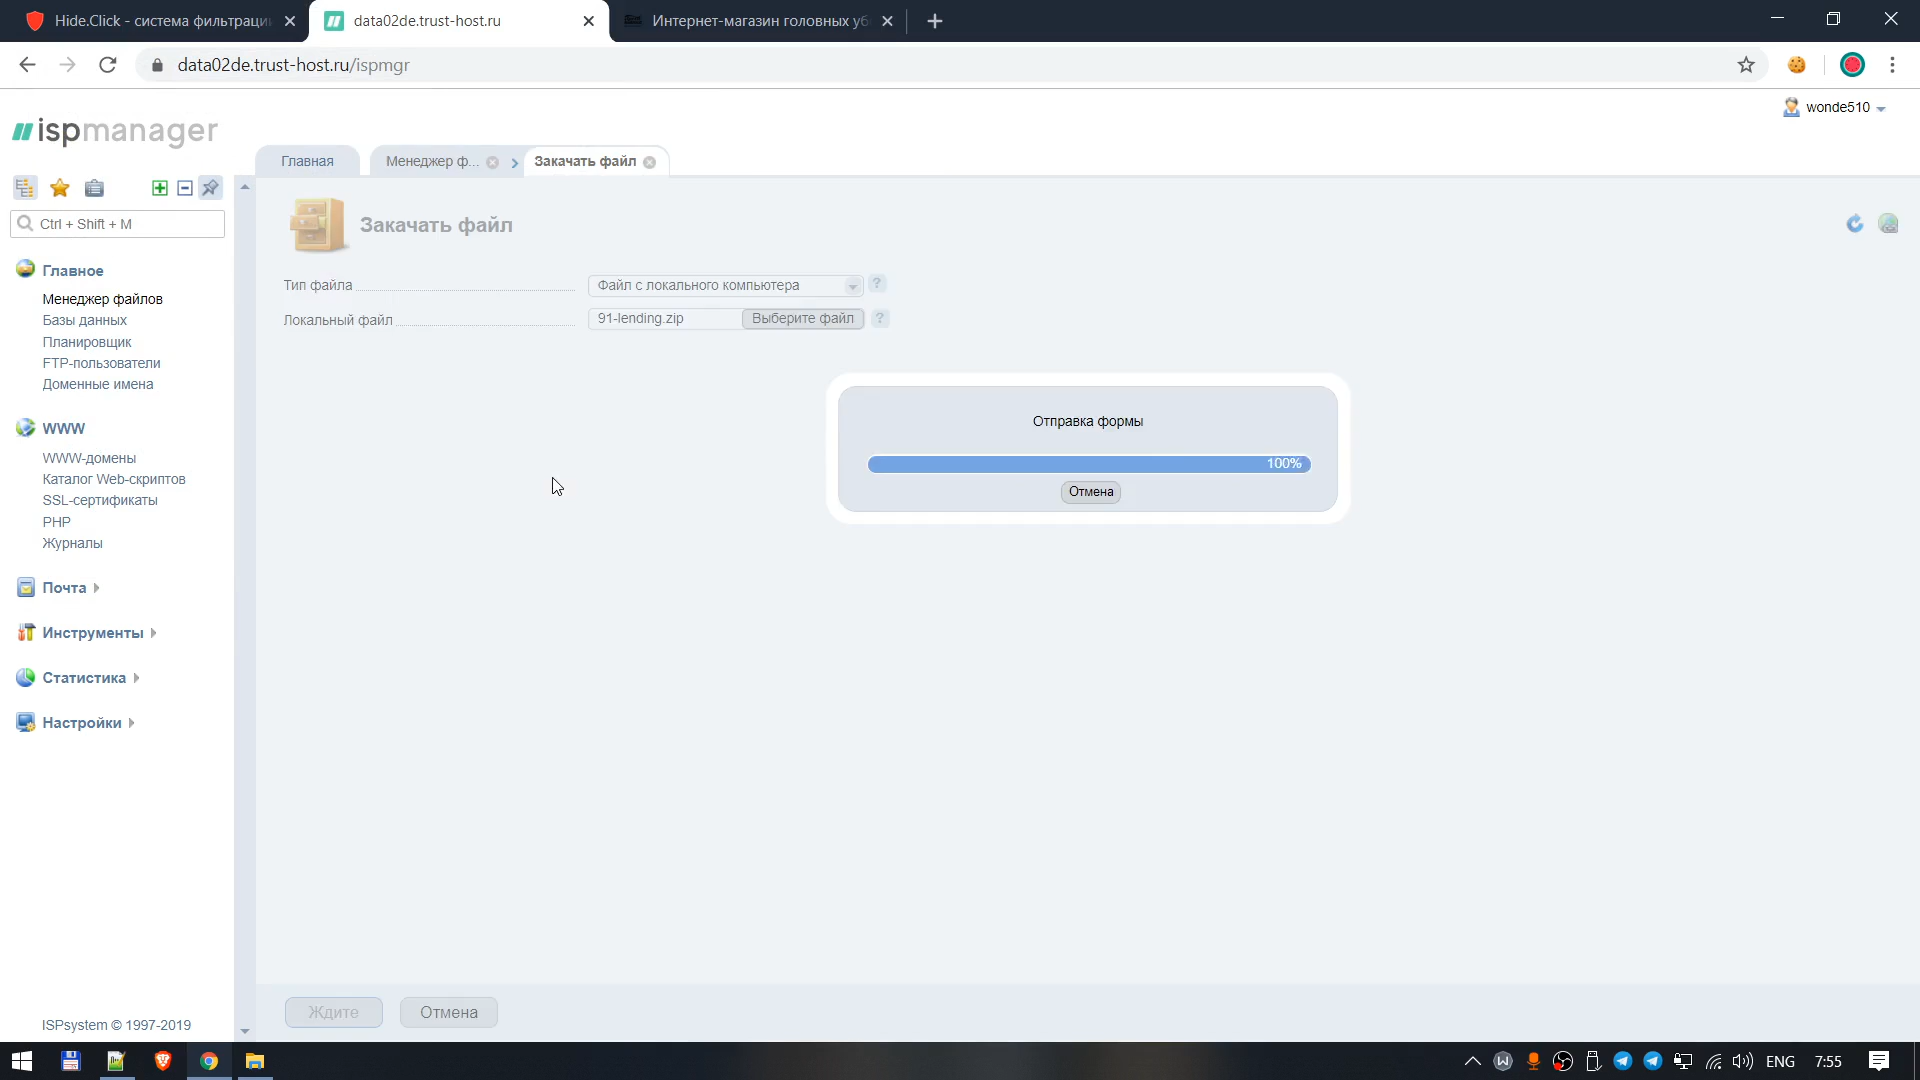 Hide.Click - система фильтраци
data02de.trust-host.ru
Интернет-магазин головных уб
data02de.trust-host.ru/ispmgr
wonde510
ispmanager
Главная
Менеджер ф...
Закачать файл
Ctrl + Shift + M
Закачать файл
Тип файла
Файл с локального компьютера
?
Локальный файл
91-lending.zip
Выберите файл
?
Главное
Менеджер файлов
Базы данных
Планировщик
FTP-пользователи
Доменные имена
WWW
WWW-домены
Каталог Web-скриптов
SSL-сертификаты
PHP
Журналы
Почта
Инструменты
Статистика
Настройки
Отправка формы
100%
Отмена
Ждите
Отмена
ISPsystem © 1997-2019
ENG
7:55